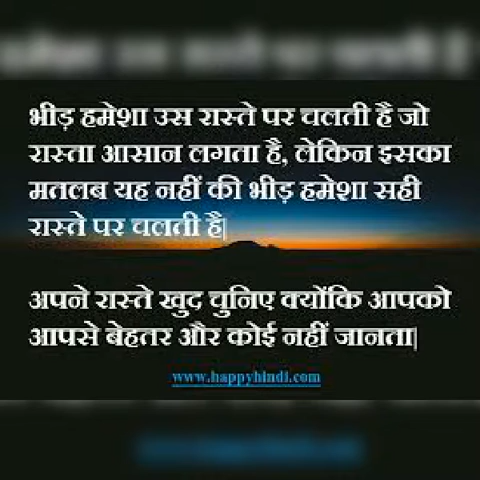 भीड़ हमेशा उस रास्ते पर चलती है जो
रास्ता आसान लगता है, लेकिन इसका
मतलब यह नहीं की भीड़ हमेशा सही
रास्ते पर चलती है|
अपने रास्ते खुद चुनिए क्योंकि आपको
आपसे बेहतर और कोई नहीं जानता|
www.happyhindi.com